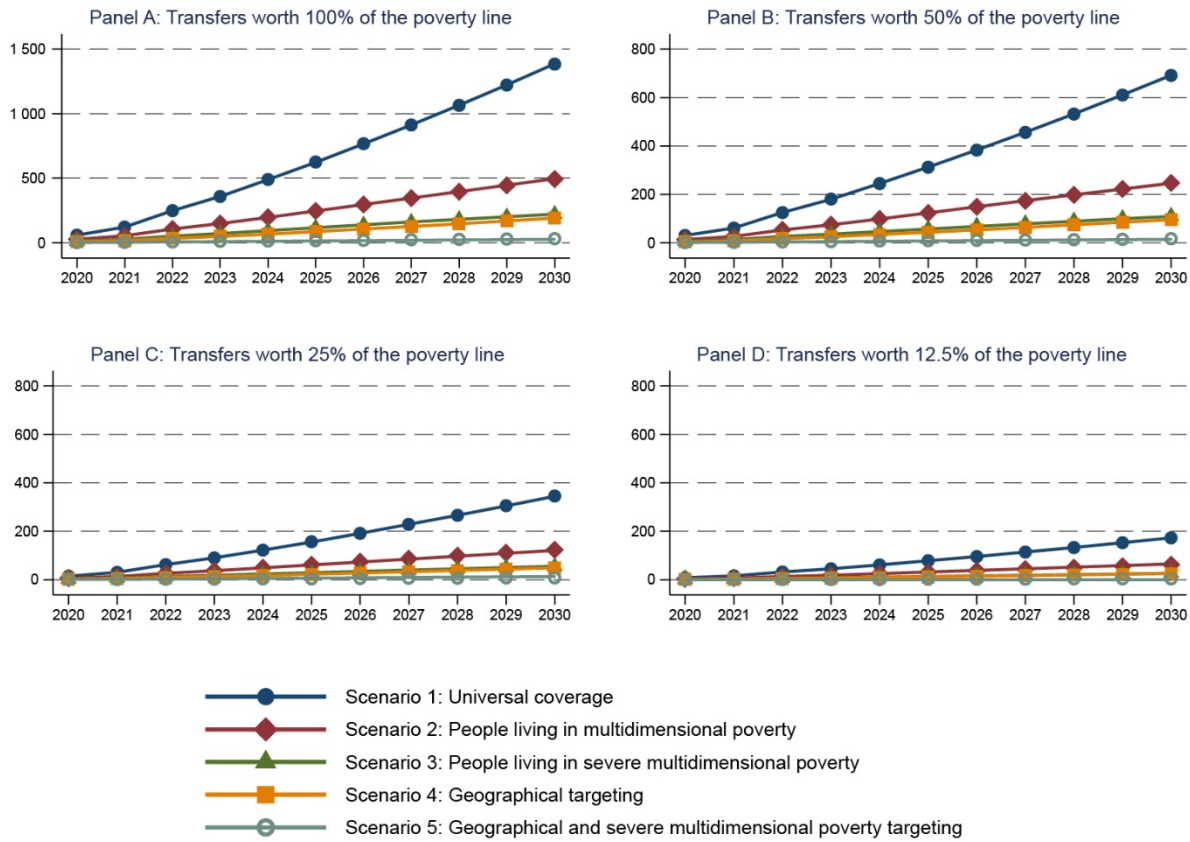 Panel A: Transfers worth 100% of the poverty line
1 500
1 000
500
0
2020 2021 2022 2023 2024 2025 2026 2027 2028 2029 2030
Panel B: Transfers worth 50% of the poverty line
800
600
400
200
0
2020 2021 2022 2023 2024 2025 2026 2027 2028 2029 2030
Panel C: Transfers worth 25% of the poverty line
800
600
400
200
0
2020 2021 2022 2023 2024 2025 2026 2027 2028 2029 2030
Panel D: Transfers worth 12.5% of the poverty line
800
600
400
200
0
2020 2021 2022 2023 2024 2025 2026 2027 2028 2029 2030
Scenario 1: Universal coverage
Scenario 2: People living in multidimensional poverty
Scenario 3: People living in severe multidimensional poverty
Scenario 4: Geographical targeting
Scenario 5: Geographical and severe multidimensional poverty targeting